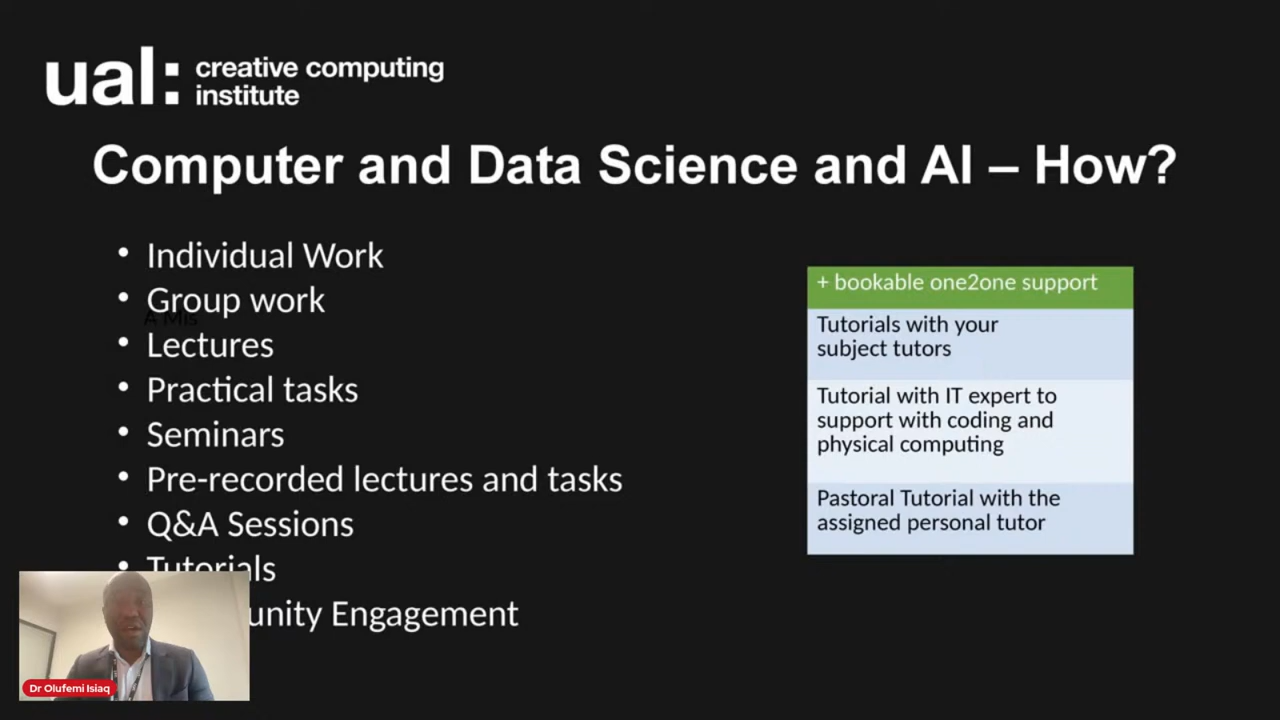 ual: creative computing
institute
Computer and Data Science and AI – How?
• Individual Work
• Group work
• Lectures
• Practical tasks
• Seminars
• Pre-recorded lectures and tasks
• Q&A Sessions
• Tutorials
unity Engagement
+ bookable one2one support
Tutorials with your
subject tutors
Tutorial with IT expert to
support with coding and
physical computing
Pastoral Tutorial with the
assigned personal tutor
Dr Olufemi Isiaq